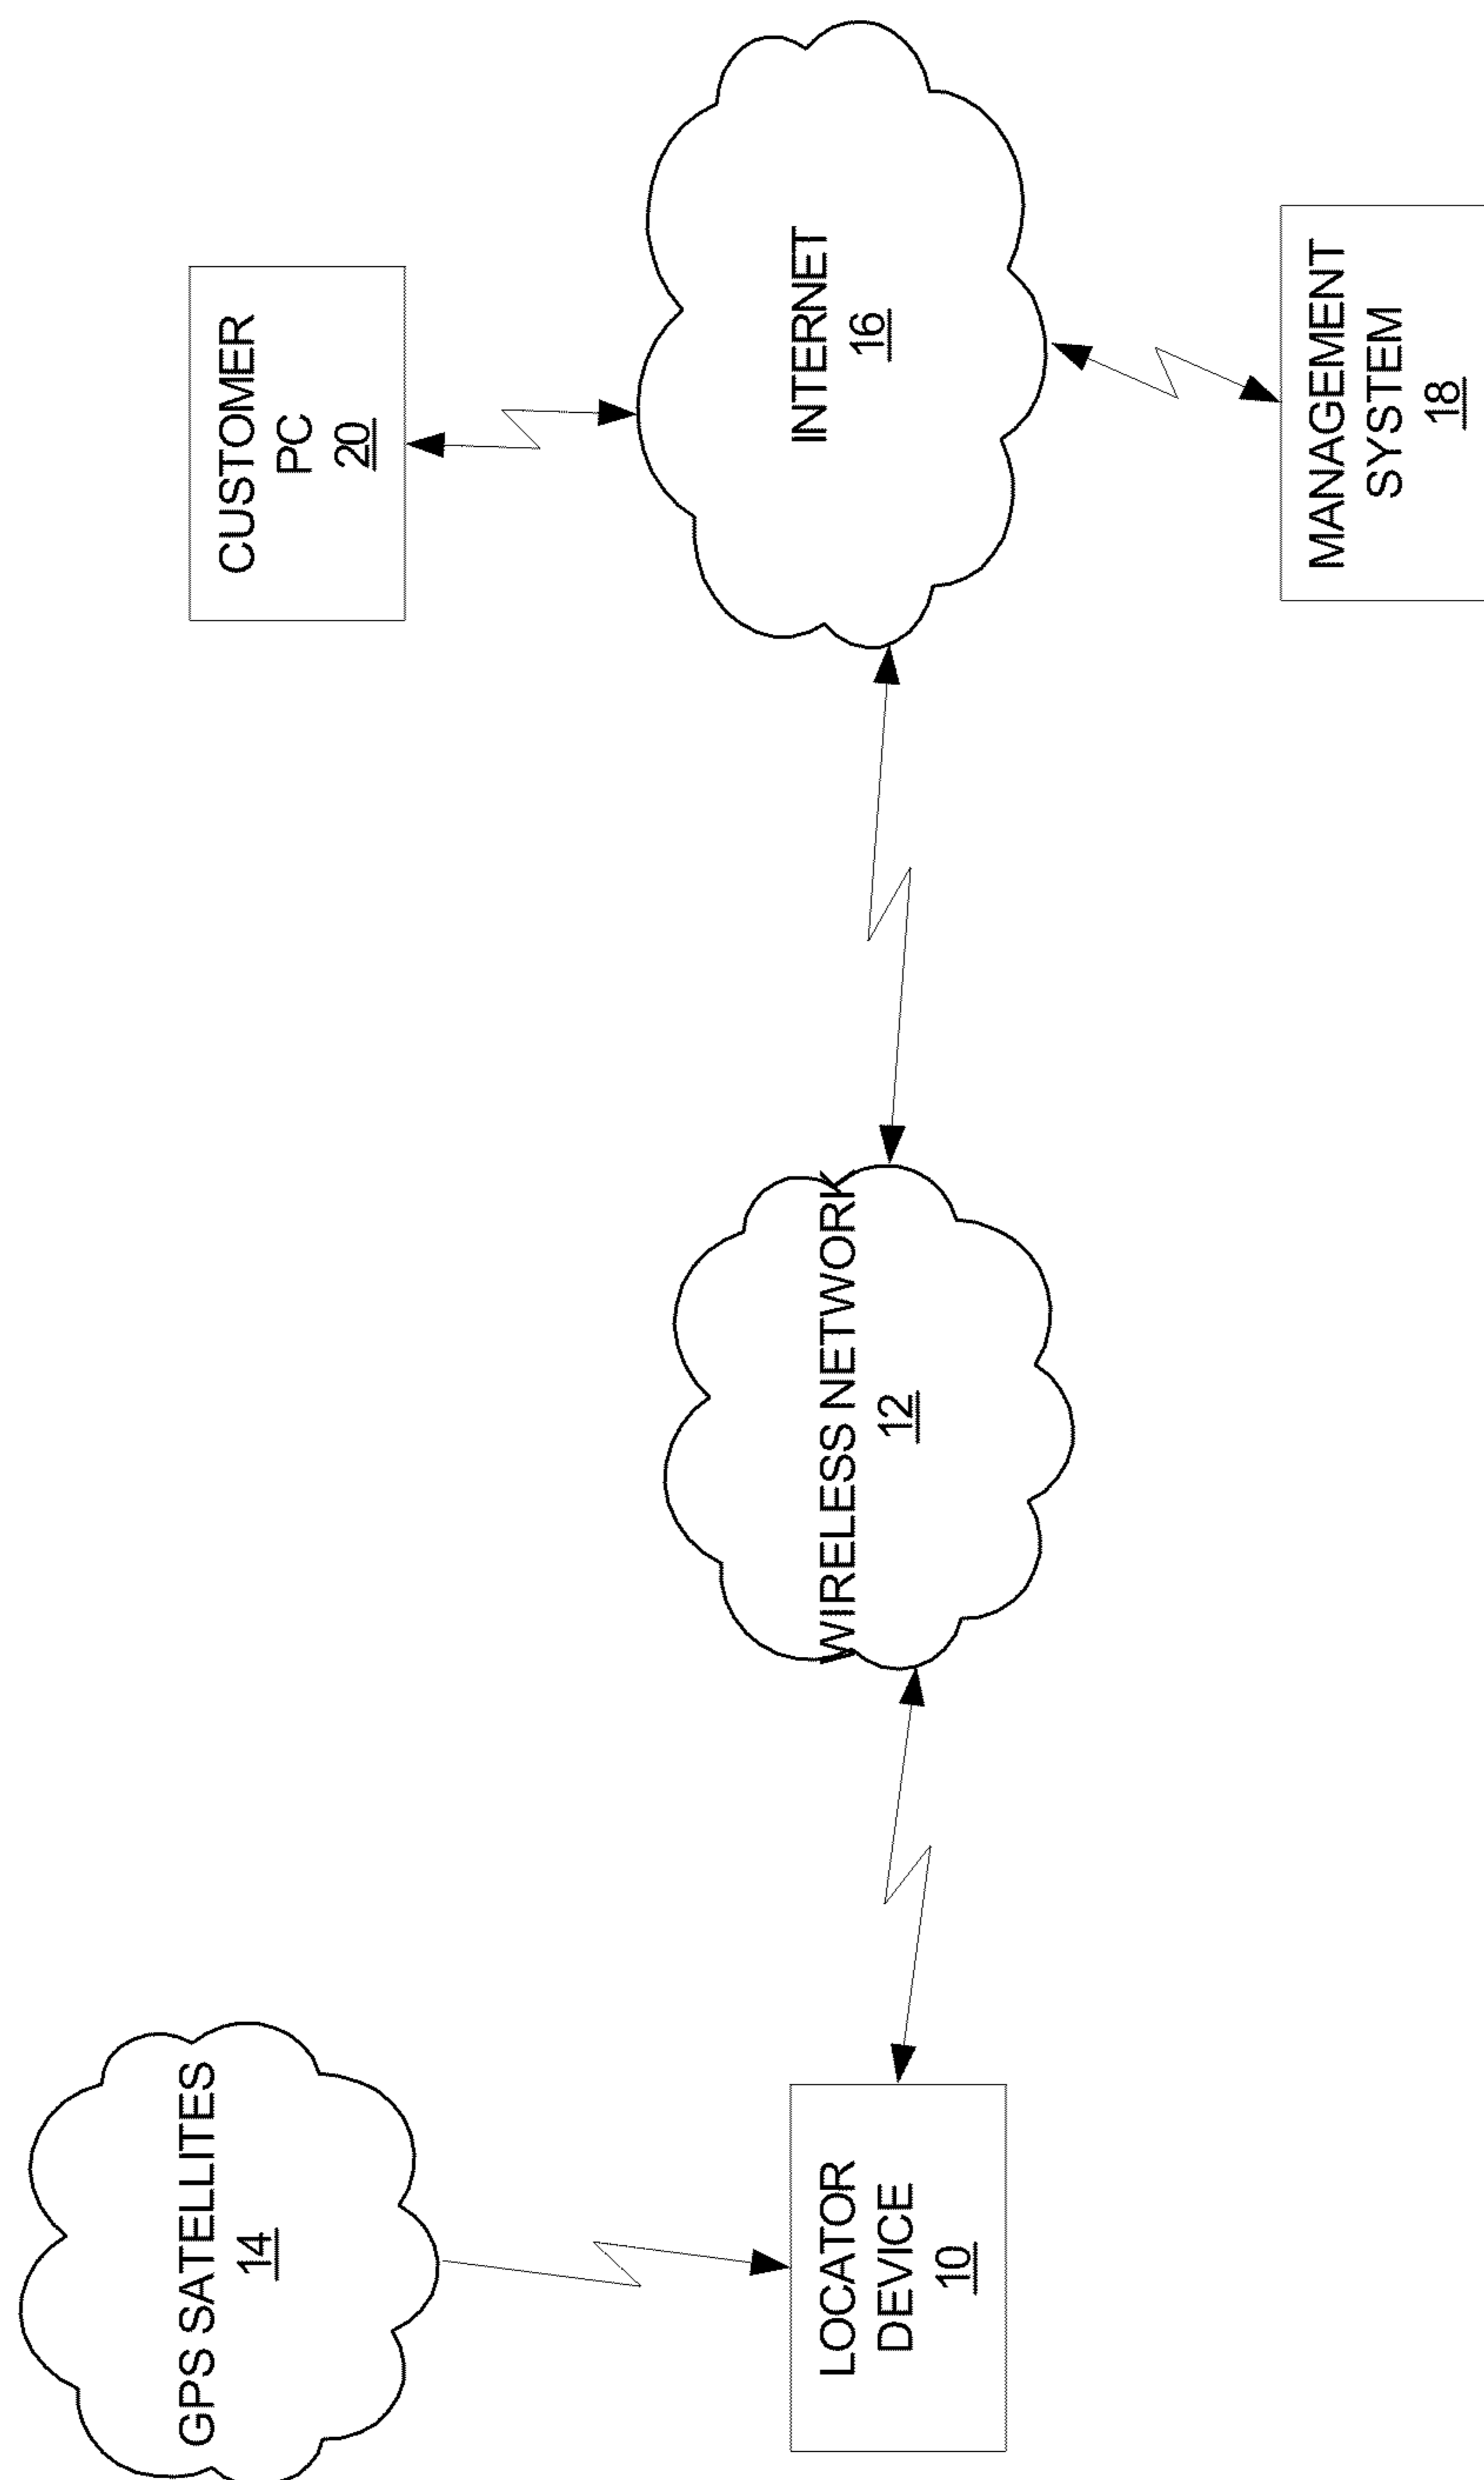 GPS SATELLITES
14
CUSTOMER
PC
20
LOCATOR
DEVICE
10
WIRELESS NETWORK
12
INTERNET
16
MANAGEMENT
SYSTEM
18